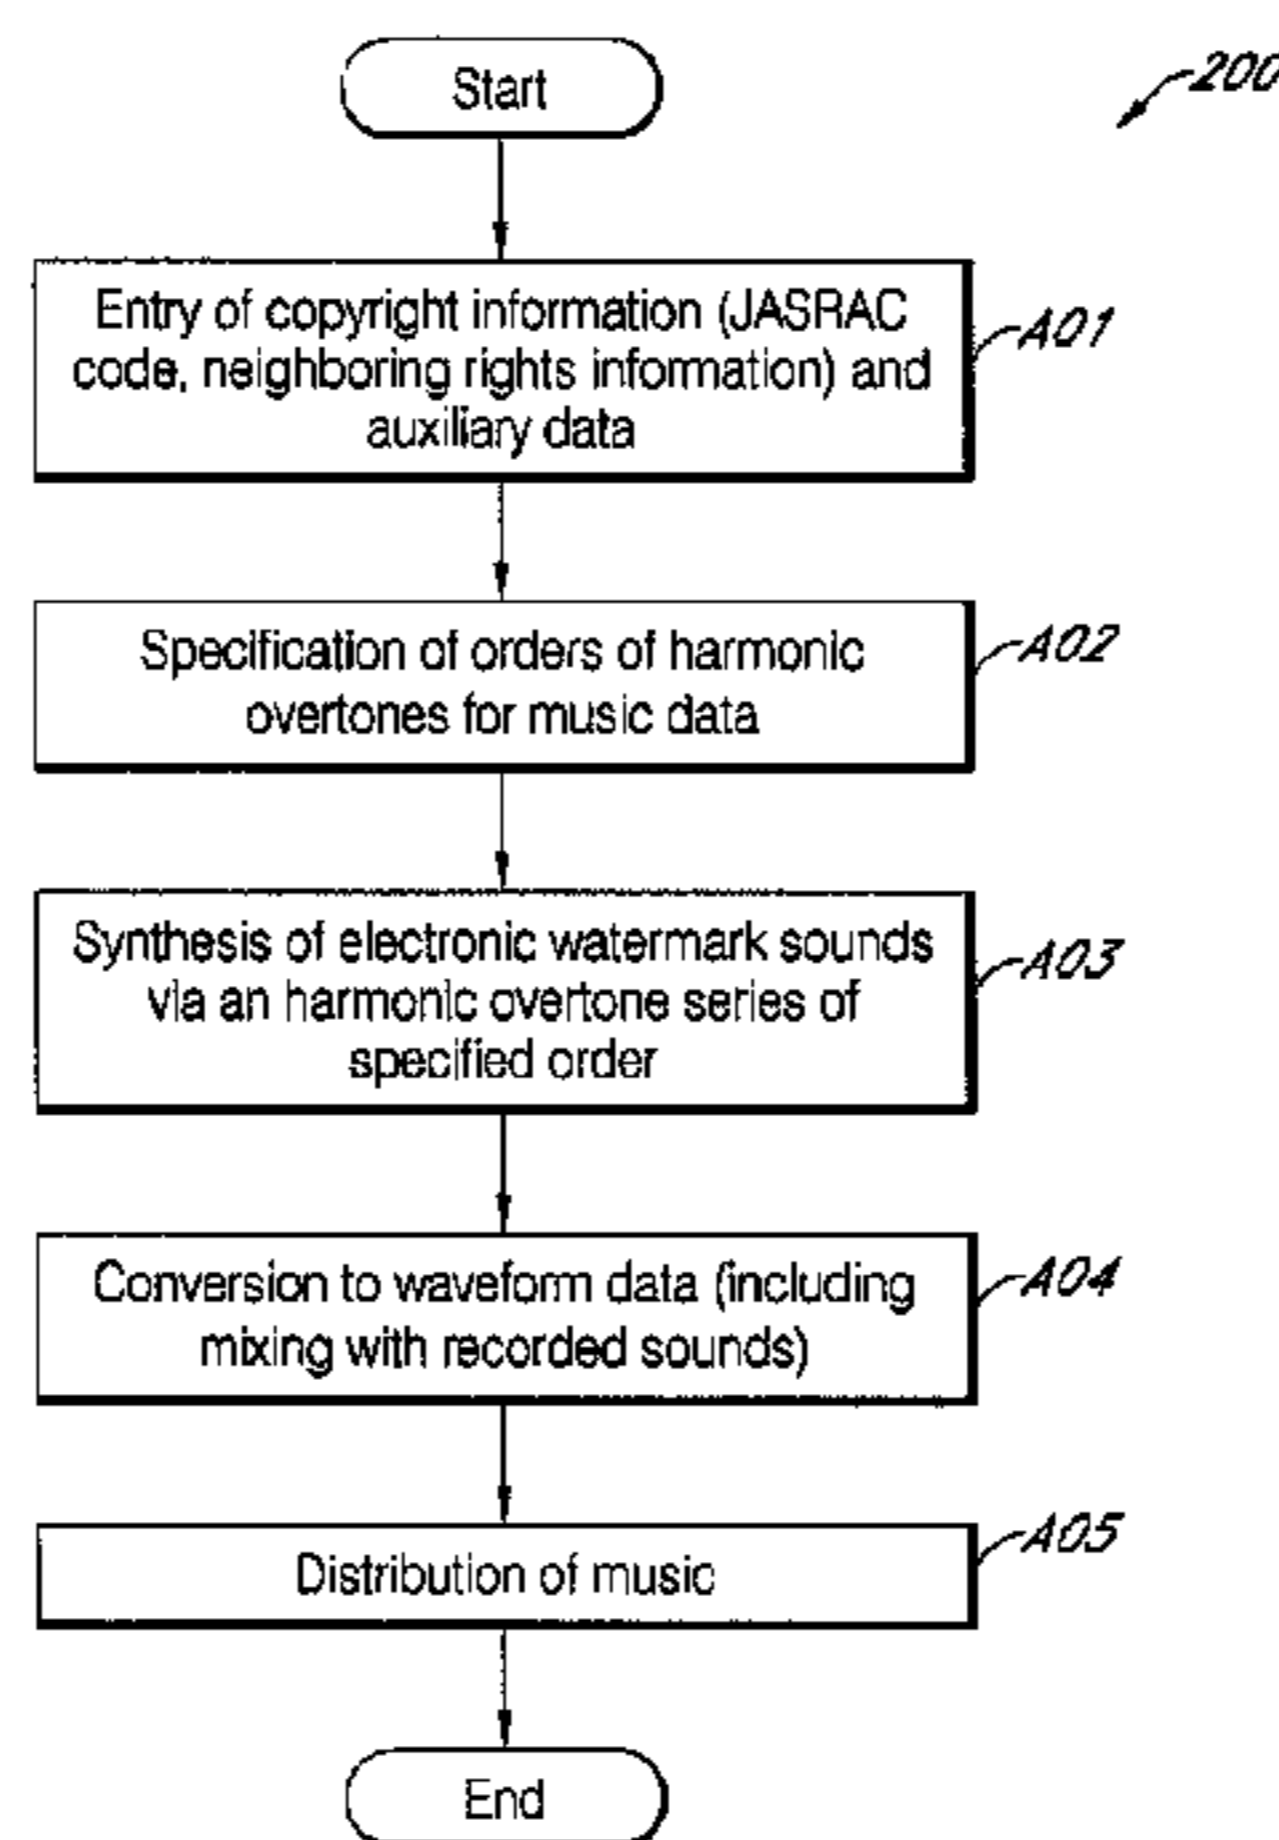 Start
200
Entry of copyright information (JASRAC
code, neighboring rights information) and
auxiliary data
A01
Specification of orders of harmonic
overtones for music data
A02
Synthesis of electronic watermark sounds
via an harmonic overtone series of
specified order
A03
Conversion to waveform data (including
mixing with recorded sounds)
A04
Distribution of music
A05
End